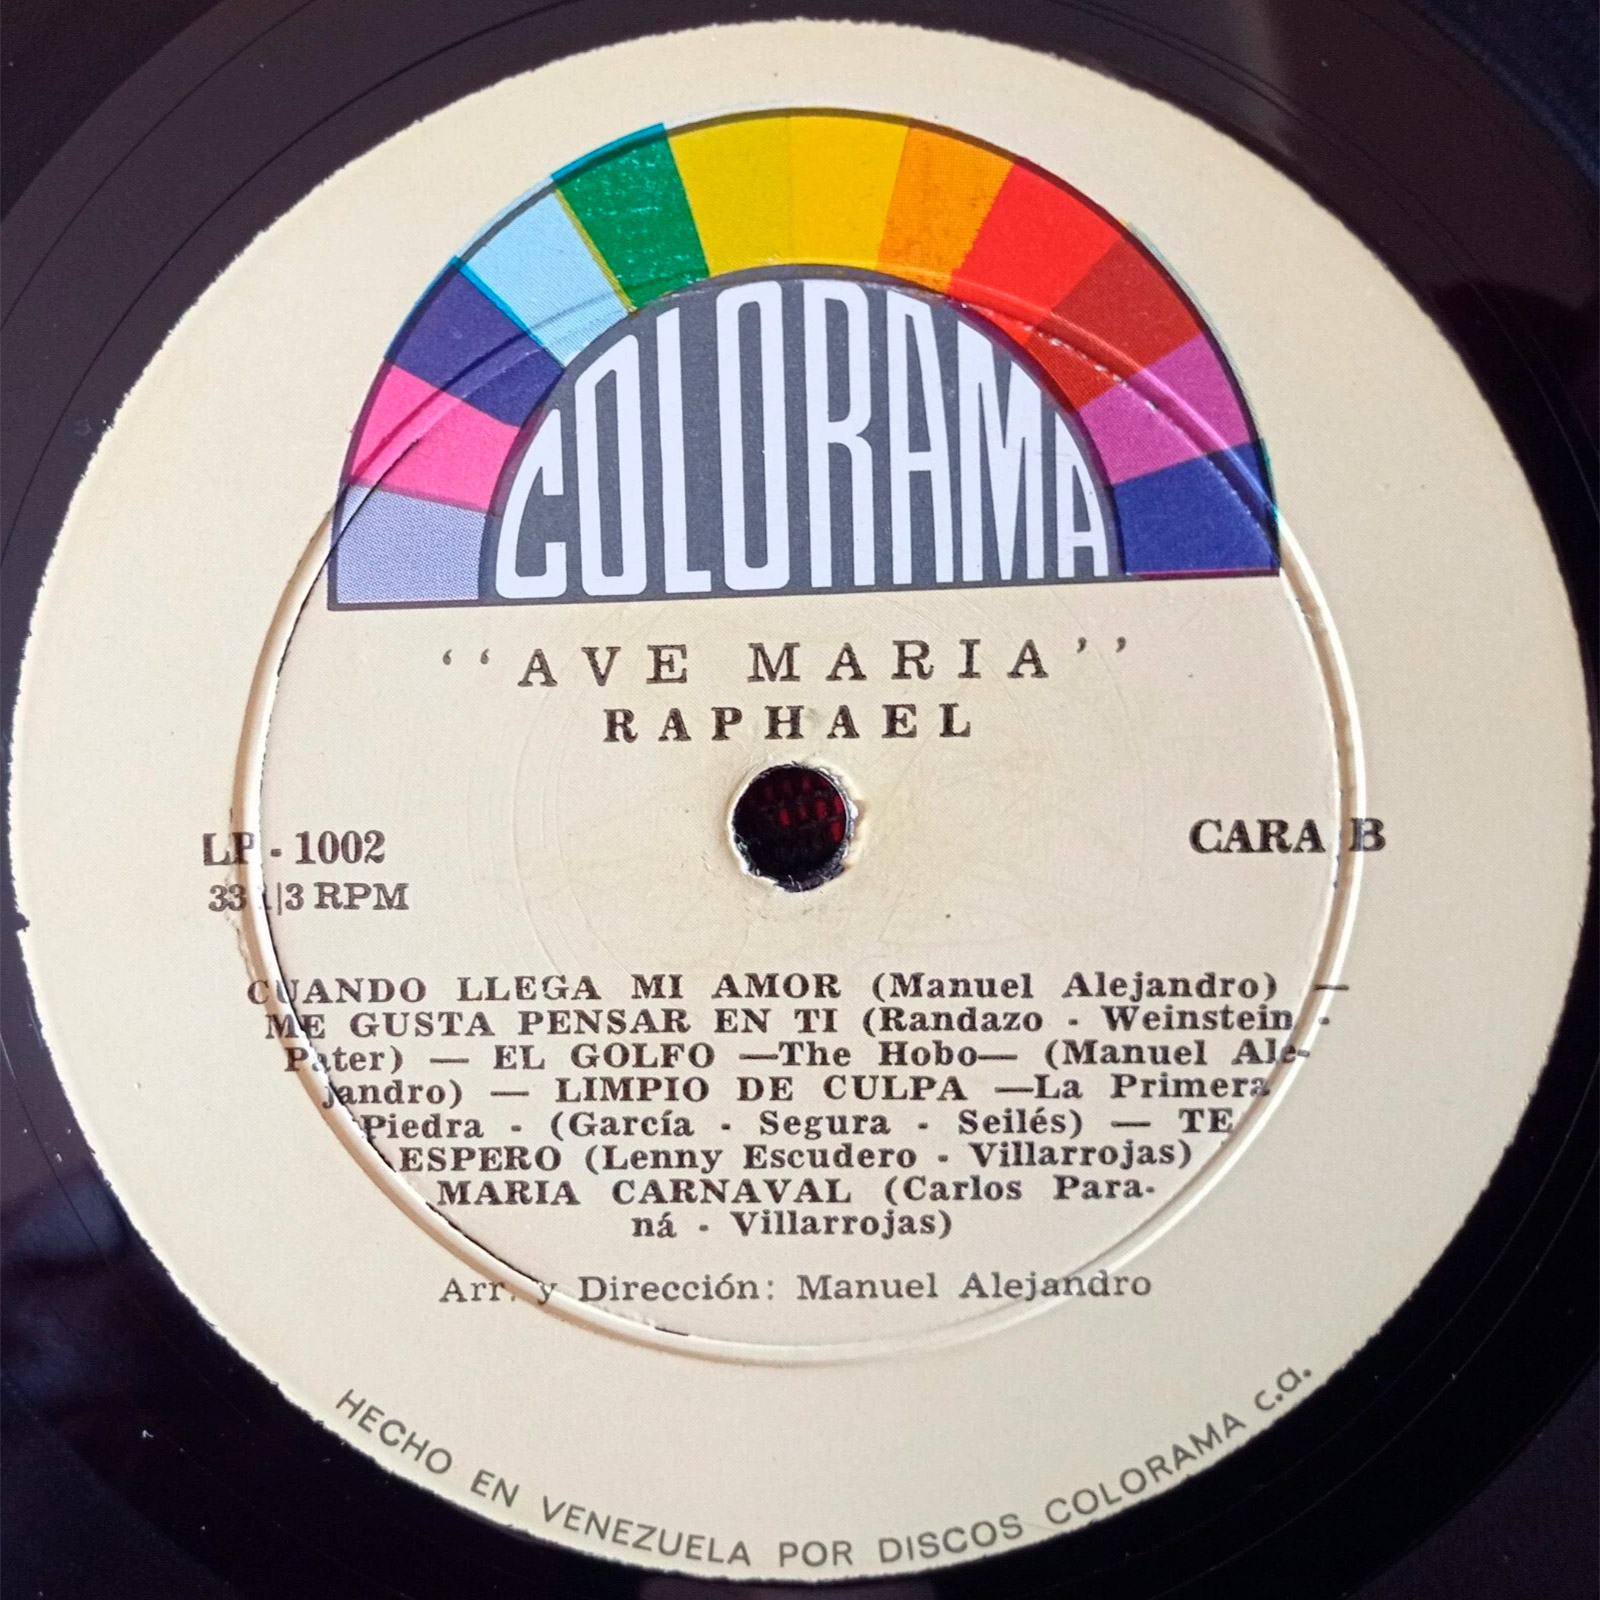 COLORAMA
‘‘AVE MARIA’’
RAPHAEL
LP - 1002
CARA B
33 1|3 RPM
CUANDO LLEGA MI AMOR (Manuel Alejandro) —
ME GUSTA PENSAR EN TI (Randazo - Weinstein -
Pater) — EL GOLFO —The Hobo— (Manuel Ale-
jandro) — LIMPIO DE CULPA —La Primera
Piedra - (García - Segura - Seilés) — TE
ESPERO (Lenny Escudero - Villarrojas)
MARIA CARNAVAL (Carlos Para-
ná - Villarrojas)
Arr. y Dirección: Manuel Alejandro
HECHO EN VENEZUELA POR DISCOS COLORAMA c.a.